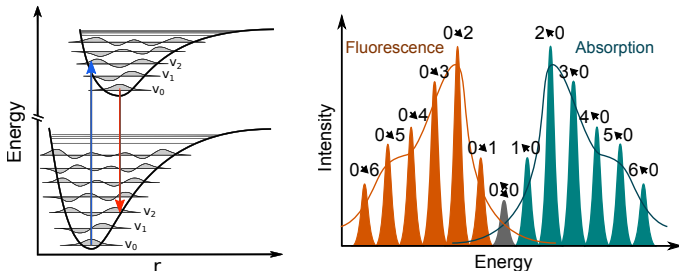 Energy
v₂
v₁
v₀
v₂
v₁
v₀
r
Intensity
Fluorescence
Absorption
0↘6
0↘5
0↘4
0↘3
0↘2
0↘1
0⤡0
1↖0
2↖0
3↖0
4↖0
5↖0
6↖0
Energy